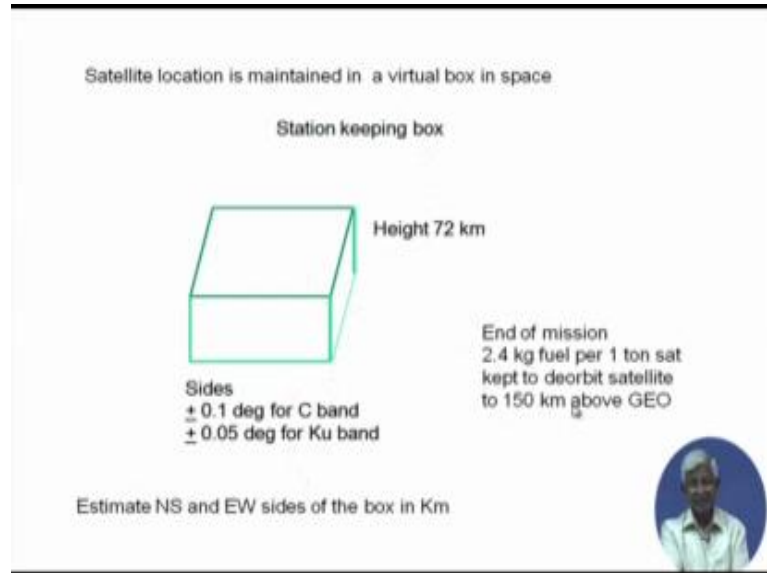 Satellite location is maintained in a virtual box in space
Station keeping box
Height 72 km
End of mission
2.4 kg fuel per 1 ton sat
kept to deorbit satellite
to 150 km above GEO
Sides
± 0.1 deg for C band
± 0.05 deg for Ku band
Estimate NS and EW sides of the box in Km